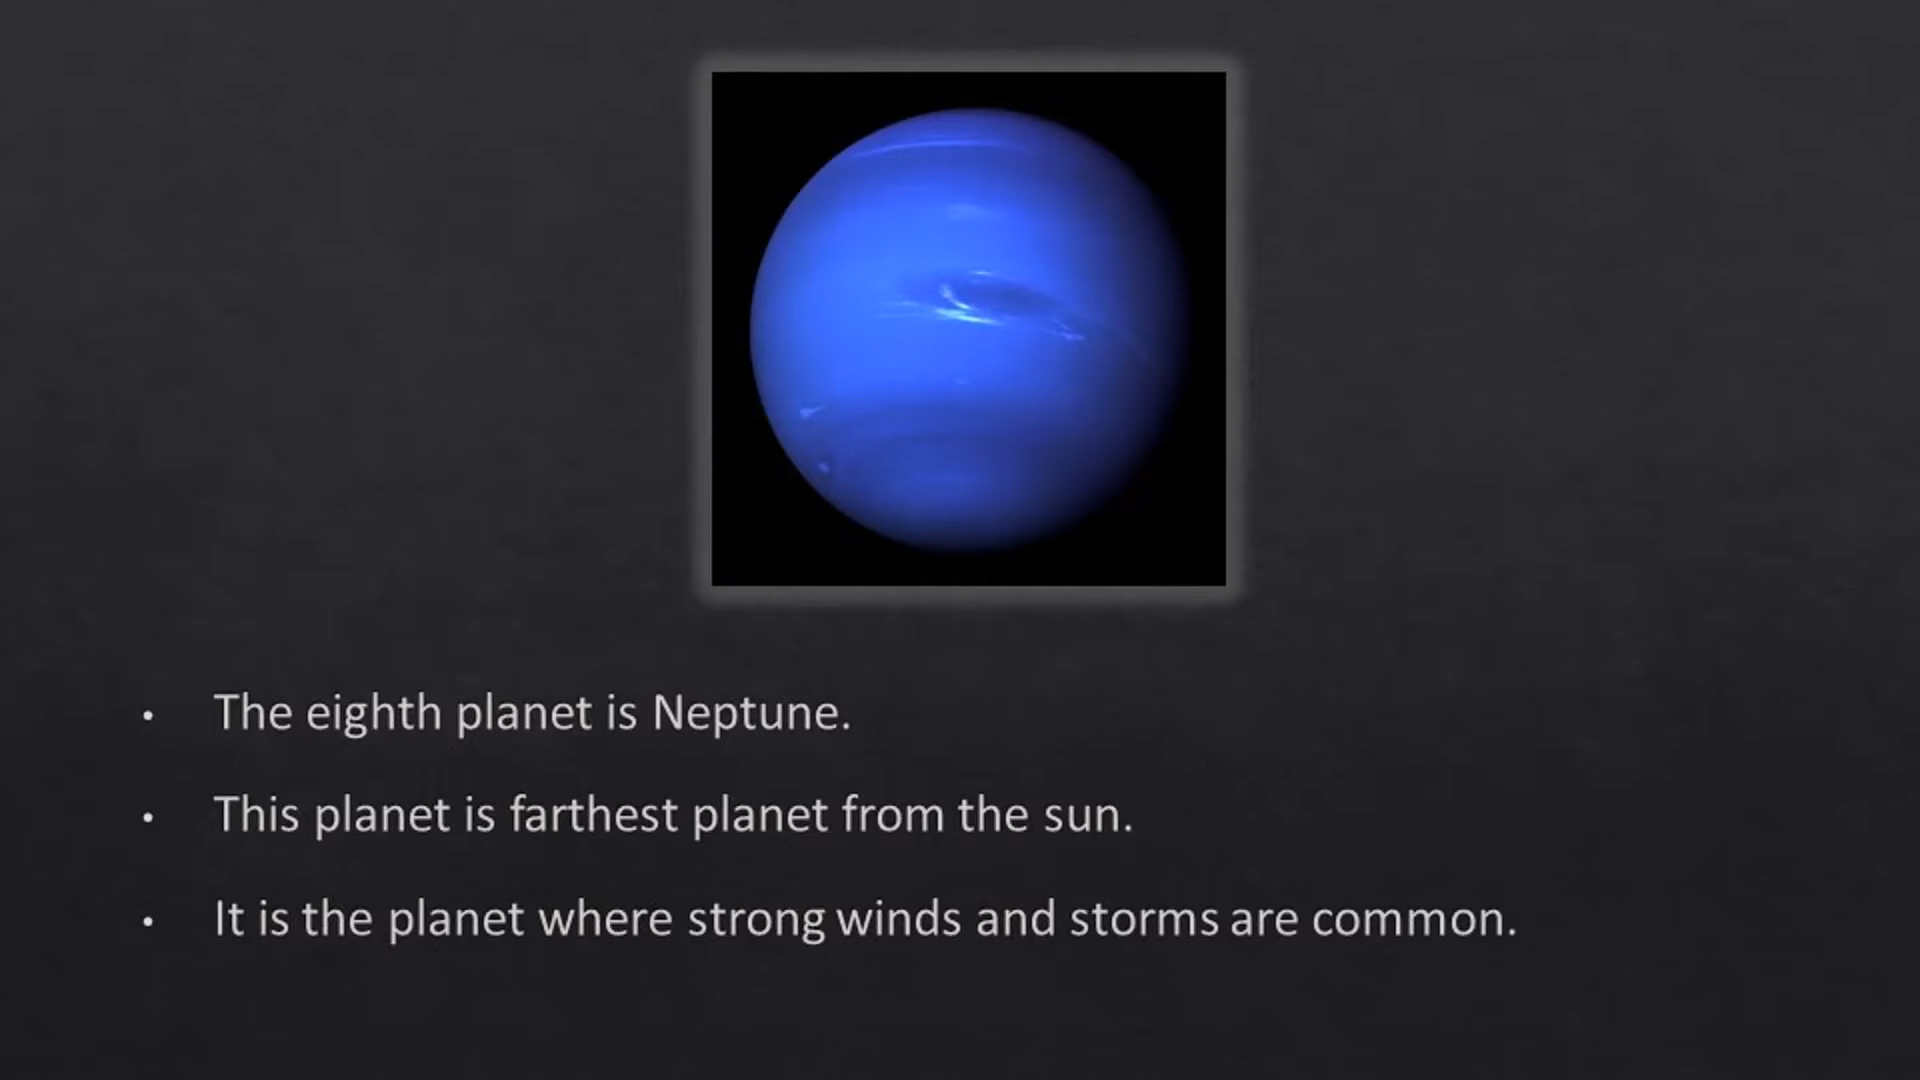 • The eighth planet is Neptune.
• This planet is farthest planet from the sun.
• It is the planet where strong winds and storms are common.